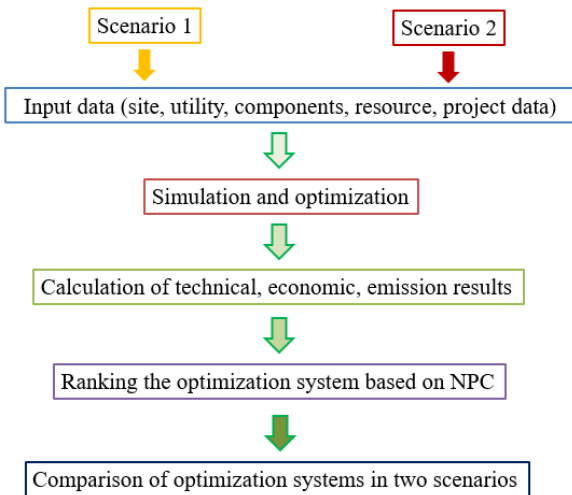 Scenario 1
Scenario 2
Input data (site, utility, components, resource, project data)
Simulation and optimization
Calculation of technical, economic, emission results
Ranking the optimization system based on NPC
Comparison of optimization systems in two scenarios